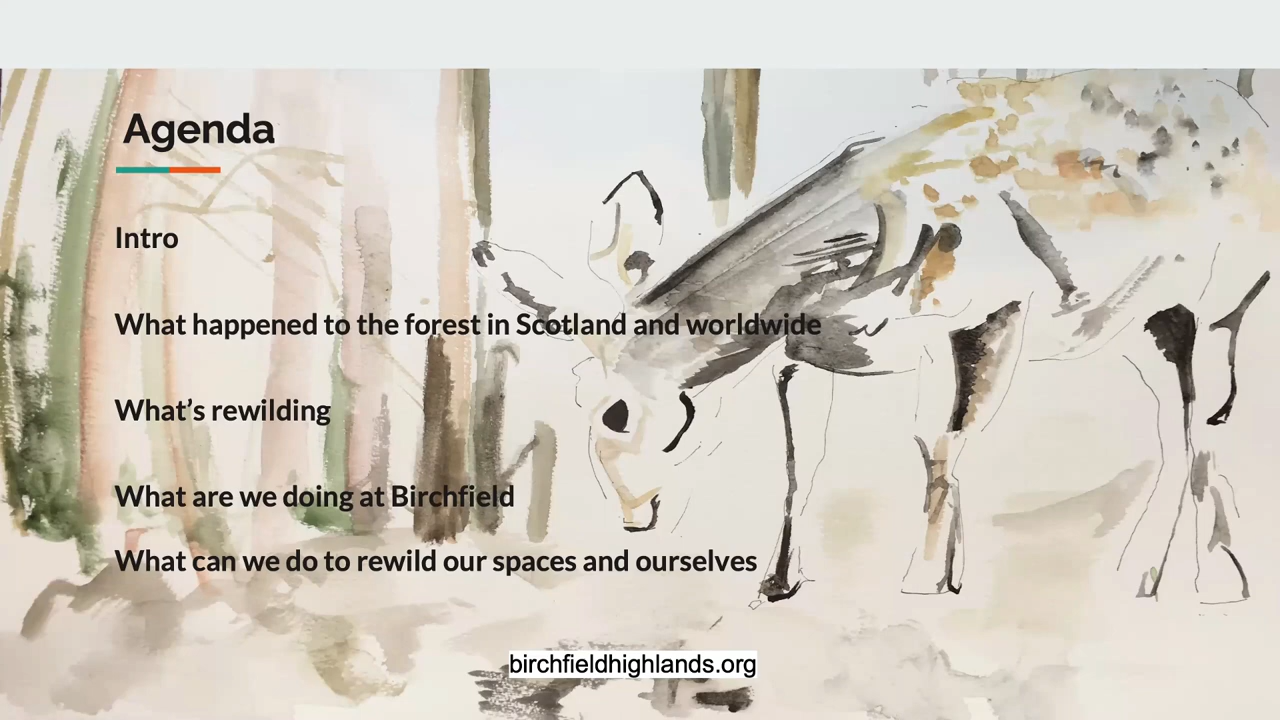 Agenda
Intro
What happened to the forest in Scotland and worldwide
What’s rewilding
What are we doing at Birchfield
What can we do to rewild our spaces and ourselves
birchfieldhighlands.org